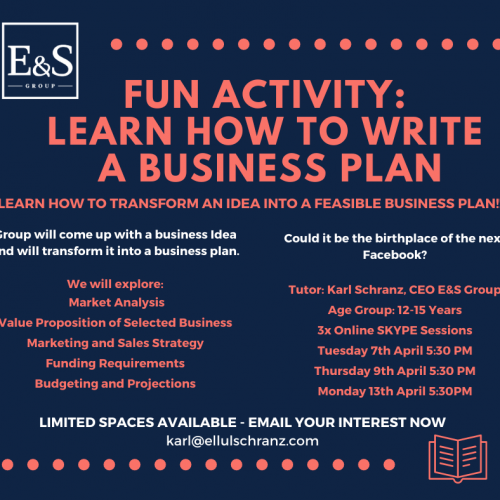 E&S
GROUP
FUN ACTIVITY:
LEARN HOW TO WRITE
A BUSINESS PLAN
LEARN HOW TO TRANSFORM AN IDEA INTO A FEASIBLE BUSINESS PLAN!
Group will come up with a business Idea
and will transform it into a business plan.
We will explore:
Market Analysis
Value Proposition of Selected Business
Marketing and Sales Strategy
Funding Requirements
Budgeting and Projections
Could it be the birthplace of the next
Facebook?
Tutor: Karl Schranz, CEO E&S Group
Age Group: 12-15 Years
3x Online SKYPE Sessions
Tuesday 7th April 5:30 PM
Thursday 9th April 5:30 PM
Monday 13th April 5:30PM
LIMITED SPACES AVAILABLE - EMAIL YOUR INTEREST NOW
karl@ellulschranz.com